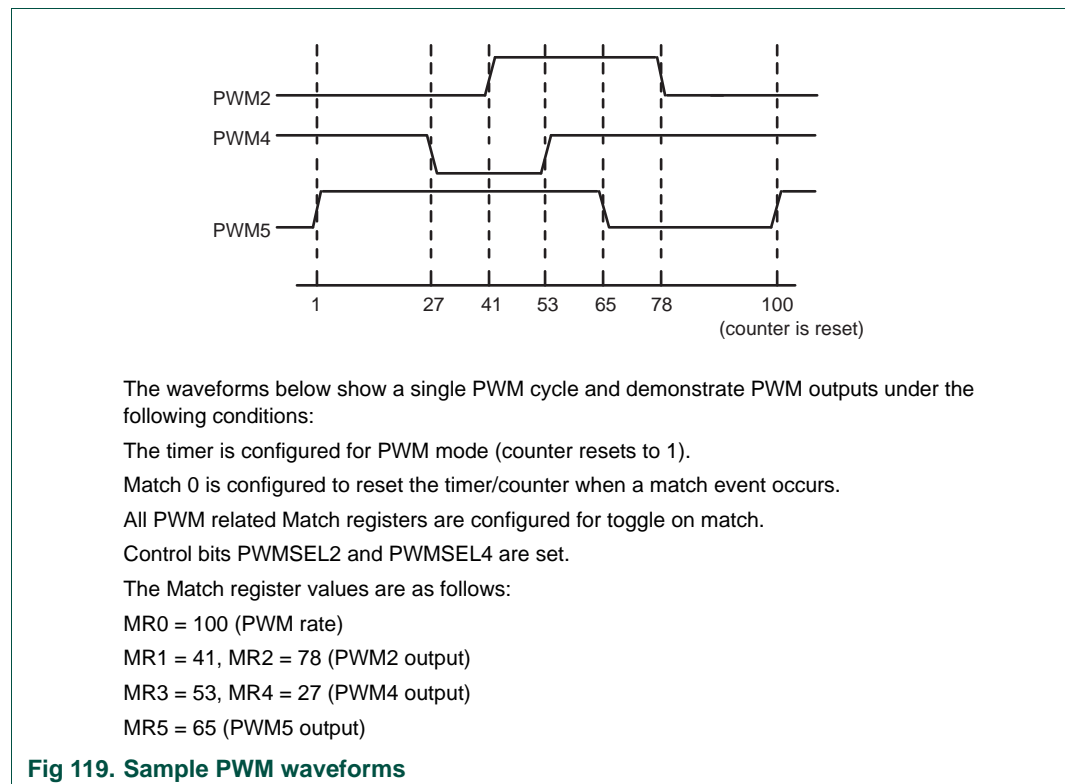 PWM2
PWM4
PWM5
1 27 41 53 65 78 100
(counter is reset)
The waveforms below show a single PWM cycle and demonstrate PWM outputs under the
following conditions:
The timer is configured for PWM mode (counter resets to 1).
Match 0 is configured to reset the timer/counter when a match event occurs.
All PWM related Match registers are configured for toggle on match.
Control bits PWMSEL2 and PWMSEL4 are set.
The Match register values are as follows:
MR0 = 100 (PWM rate)
MR1 = 41, MR2 = 78 (PWM2 output)
MR3 = 53, MR4 = 27 (PWM4 output)
MR5 = 65 (PWM5 output)
Fig 119. Sample PWM waveforms